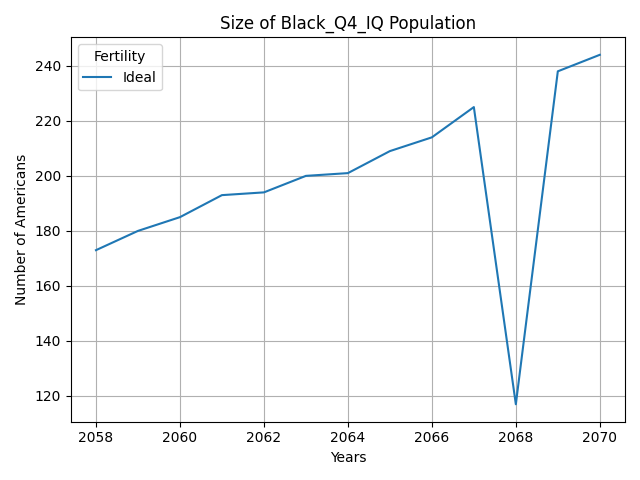 Size of Black_Q4_IQ Population
Fertility
Ideal
Number of Americans
240
220
200
180
160
140
120
2058
2060
2062
2064
2066
2068
2070
Years